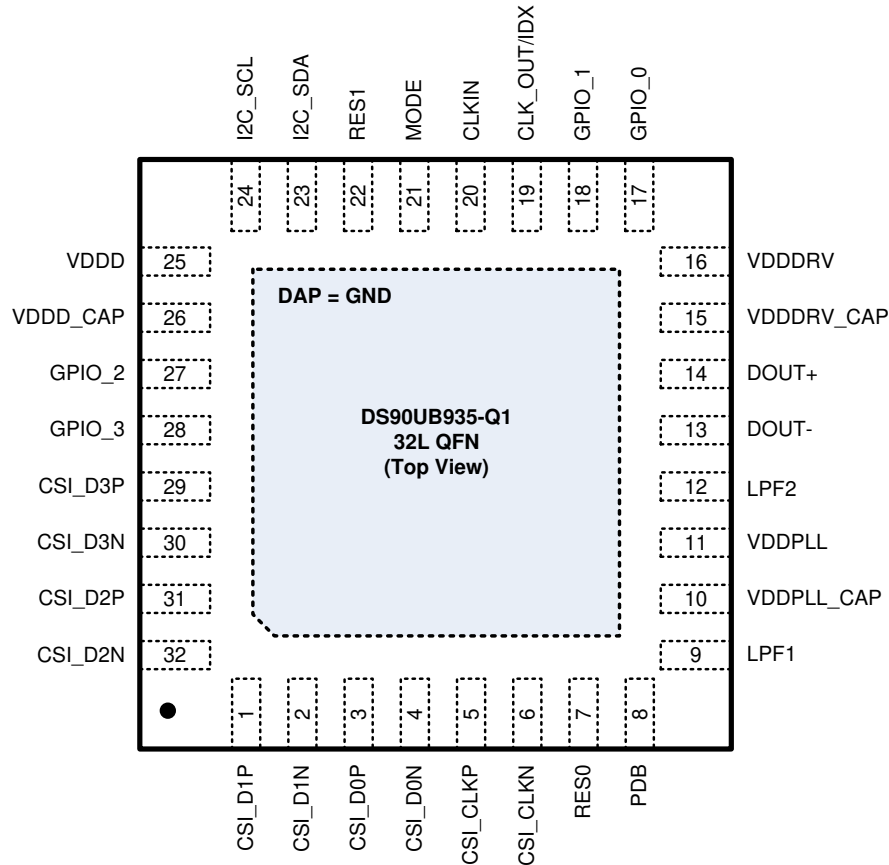 I2C_SCL
I2C_SDA
RES1
MODE
CLKIN
CLK_OUT/IDX
GPIO_1
GPIO_0
24
23
22
21
20
19
18
17
VDDD 25
VDDD_CAP 26
GPIO_2 27
GPIO_3 28
CSI_D3P 29
CSI_D3N 30
CSI_D2P 31
CSI_D2N 32
DAP = GND
DS90UB935-Q1
32L QFN
(Top View)
16 VDDDRV
15 VDDDRV_CAP
14 DOUT+
13 DOUT-
12 LPF2
11 VDDPLL
10 VDDPLL_CAP
9 LPF1
1
2
3
4
5
6
7
8
CSI_D1P
CSI_D1N
CSI_D0P
CSI_D0N
CSI_CLKP
CSI_CLKN
RES0
PDB